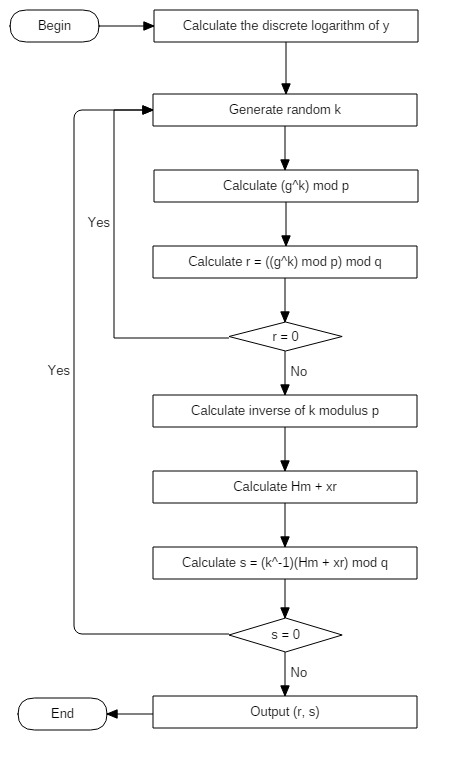 Begin
Calculate the discrete logarithm of y
Generate random k
Calculate (g^k) mod p
Yes
Calculate r = ((g^k) mod p) mod q
r = 0
Yes
No
Calculate inverse of k modulus p
Calculate Hm + xr
Calculate s = (k^-1)(Hm + xr) mod q
s = 0
No
Output (r, s)
End